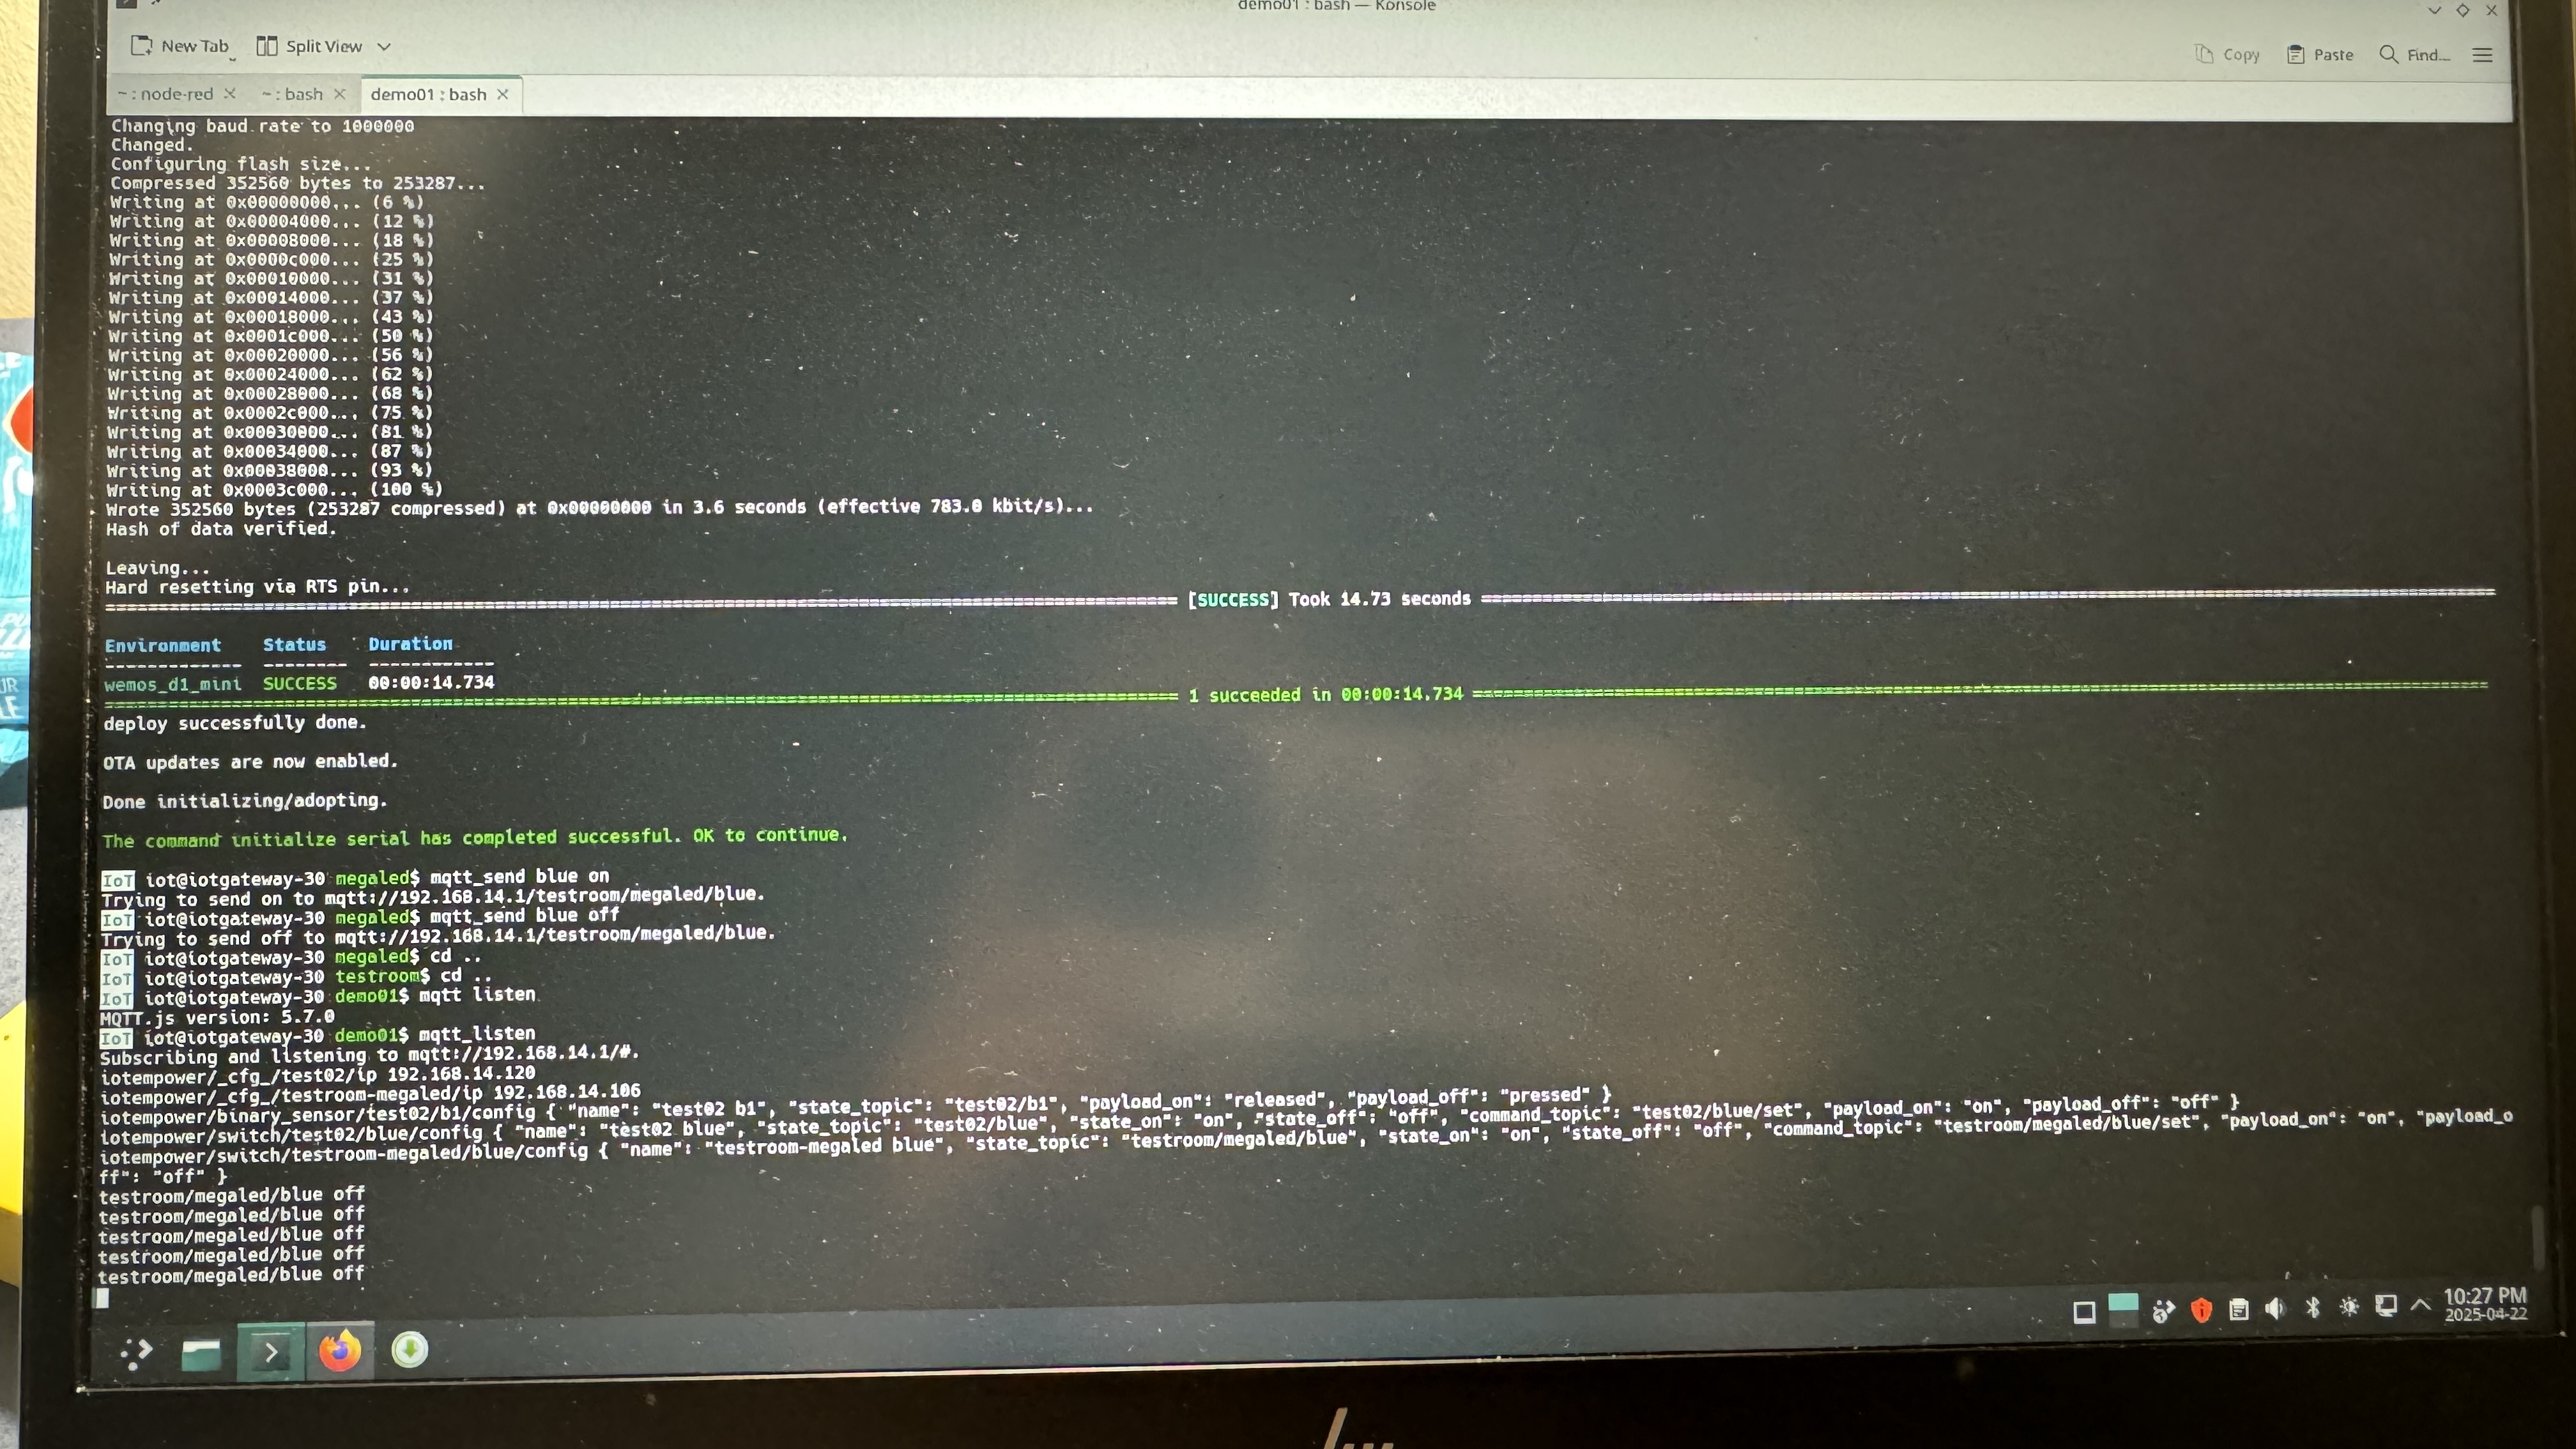 demo01 : bash — Konsole
New Tab Split View Copy Paste Find...
~ : node-red ~ : bash demo01 : bash
Changing baud rate to 1000000
Changed.
Configuring flash size...
Compressed 352560 bytes to 253287...
Writing at 0x00000000... (6 %)
Writing at 0x00004000... (12 %)
Writing at 0x00008000... (18 %)
Writing at 0x0000c000... (25 %)
Writing at 0x00010000... (31 %)
Writing at 0x00014000... (37 %)
Writing at 0x00018000... (43 %)
Writing at 0x0001c000... (50 %)
Writing at 0x00020000... (56 %)
Writing at 0x00024000... (62 %)
Writing at 0x00028000... (68 %)
Writing at 0x0002c000... (75 %)
Writing at 0x00030000... (81 %)
Writing at 0x00034000... (87 %)
Writing at 0x00038000... (93 %)
Writing at 0x0003c000... (100 %)
Wrote 352560 bytes (253287 compressed) at 0x00000000 in 3.6 seconds (effective 783.0 kbit/s)...
Hash of data verified.
Leaving...
Hard resetting via RTS pin...
[SUCCESS] Took 14.73 seconds
Environment Status Duration
wemos_d1_mini SUCCESS 00:00:14.734
1 succeeded in 00:00:14.734
deploy successfully done.
OTA updates are now enabled.
Done initializing/adopting.
The command initialize serial has completed successful. OK to continue.
IoT iot@iotgateway-30 megaled$ mqtt_send blue on
Trying to send on to mqtt://192.168.14.1/testroom/megaled/blue.
IoT iot@iotgateway-30 megaled$ mqtt_send blue off
Trying to send off to mqtt://192.168.14.1/testroom/megaled/blue.
IoT iot@iotgateway-30 megaled$ cd ..
IoT iot@iotgateway-30 testroom$ cd ..
IoT iot@iotgateway-30 demo01$ mqtt listen
MQTT.js version: 5.7.0
IoT iot@iotgateway-30 demo01$ mqtt_listen
Subscribing and listening to mqtt://192.168.14.1/#.
iotempower/_cfg_/test02/ip 192.168.14.120
iotempower/_cfg_/testroom-megaled/ip 192.168.14.106
iotempower/binary_sensor/test02/b1/config { "name": "test02 b1", "state_topic": "test02/b1", "payload_on": "released", "payload_off": "pressed" }
iotempower/switch/test02/blue/config { "name": "test02 blue", "state_topic": "test02/blue", "state_on": "on", "state_off": "off", "command_topic": "test02/blue/set", "payload_on": "on", "payload_off": "off" }
iotempower/switch/testroom-megaled/blue/config { "name": "testroom-megaled blue", "state_topic": "testroom/megaled/blue", "state_on": "on", "state_off": "off", "command_topic": "testroom/megaled/blue/set", "payload_on": "on", "payload_o
ff": "off" }
testroom/megaled/blue off
testroom/megaled/blue off
testroom/megaled/blue off
testroom/megaled/blue off
testroom/megaled/blue off
10:27 PM
2025-04-22